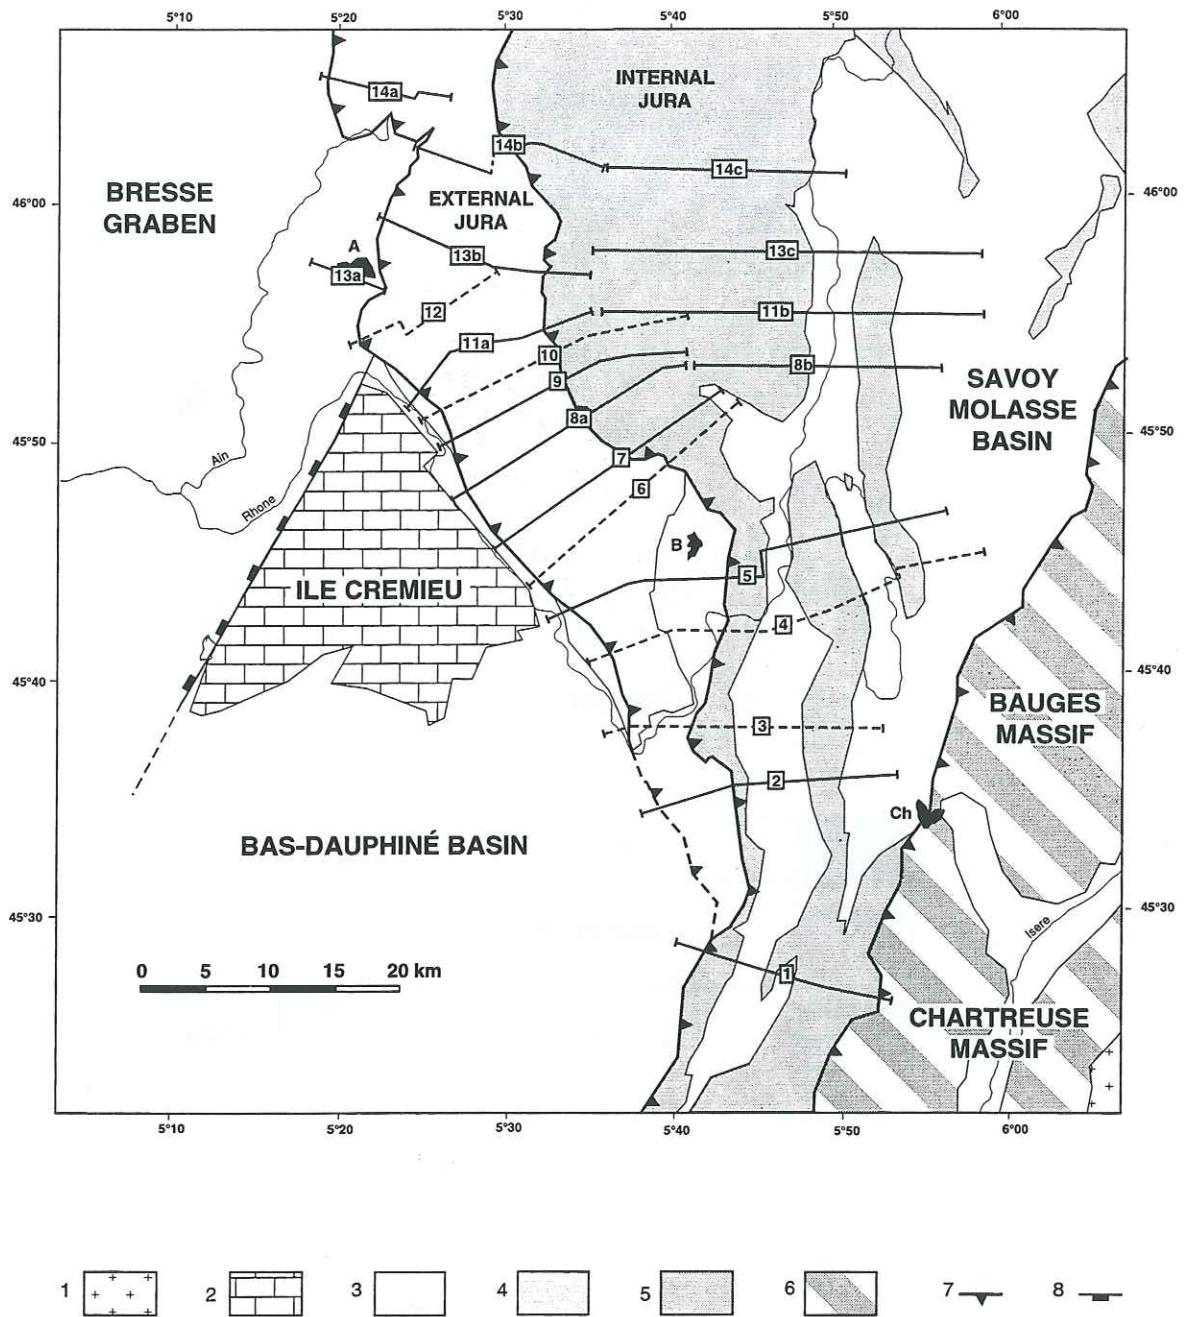 5°10
5°20
5°30
5°40
5°50
6°00
14a
INTERNAL
JURA
14b
14c
BRESSE
GRABEN
46°00
46°00
EXTERNAL
JURA
A
13a
13b
13c
12
11a
11b
10
9
8a
8b
SAVOY
MOLASSE
BASIN
45°50
45°50
Ain
Rhone
7
6
B
ILE CREMIEU
5
4
45°40
45°40
BAUGES
MASSIF
3
2
Ch
BAS-DAUPHINÉ BASIN
45°30
45°30
Isere
0 5 10 15 20 km
1
CHARTREUSE
MASSIF
5°10
5°20
5°30
5°40
5°50
6°00
1 2 3 4 5 6 7 8